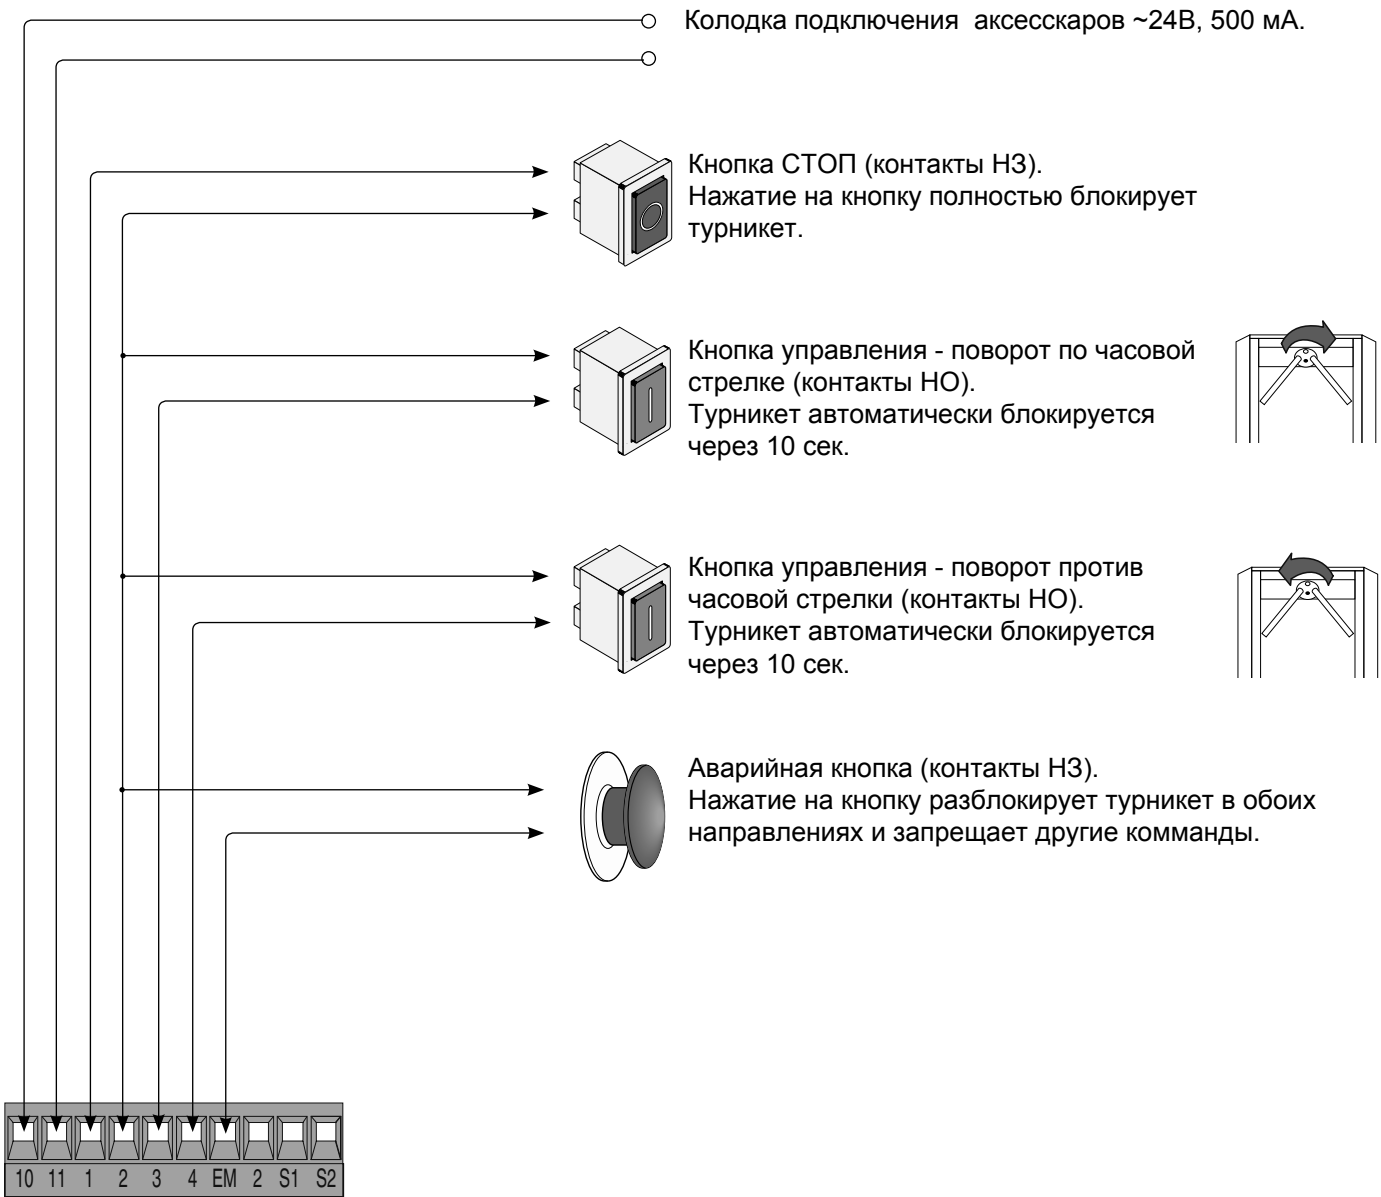 Колодка подключения  аксесскаров ~24В, 500 мА.
Кнопка СТОП (контакты НЗ).
Нажатие на кнопку полностью блокирует
турникет.
Кнопка управления - поворот по часовой
стрелке (контакты НО).
Турникет автоматически блокируется
через 10 сек.
Кнопка управления - поворот против
часовой стрелки (контакты НО).
Турникет автоматически блокируется
через 10 сек.
Аварийная кнопка (контакты НЗ).
Нажатие на кнопку разблокирует турникет в обоих
направлениях и запрещает другие комманды.
10 11 1 2 3 4 EM 2 S1 S2